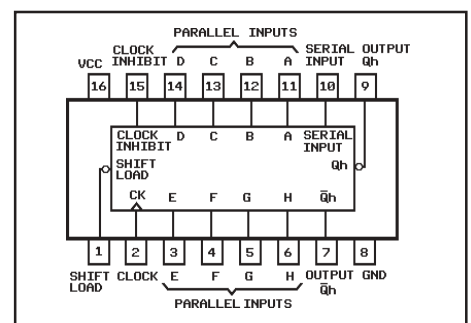 PARALLEL INPUTS
VCC CLOCK INHIBIT D C B A SERIAL INPUT OUTPUT Qh
16 15 14 13 12 11 10 9
CLOCK INHIBIT D C B A SERIAL INPUT
SHIFT LOAD Qh
CK E F G H Q̅h
1 2 3 4 5 6 7 8
SHIFT LOAD CLOCK E F G H OUTPUT Q̅h GND
PARALLEL INPUTS